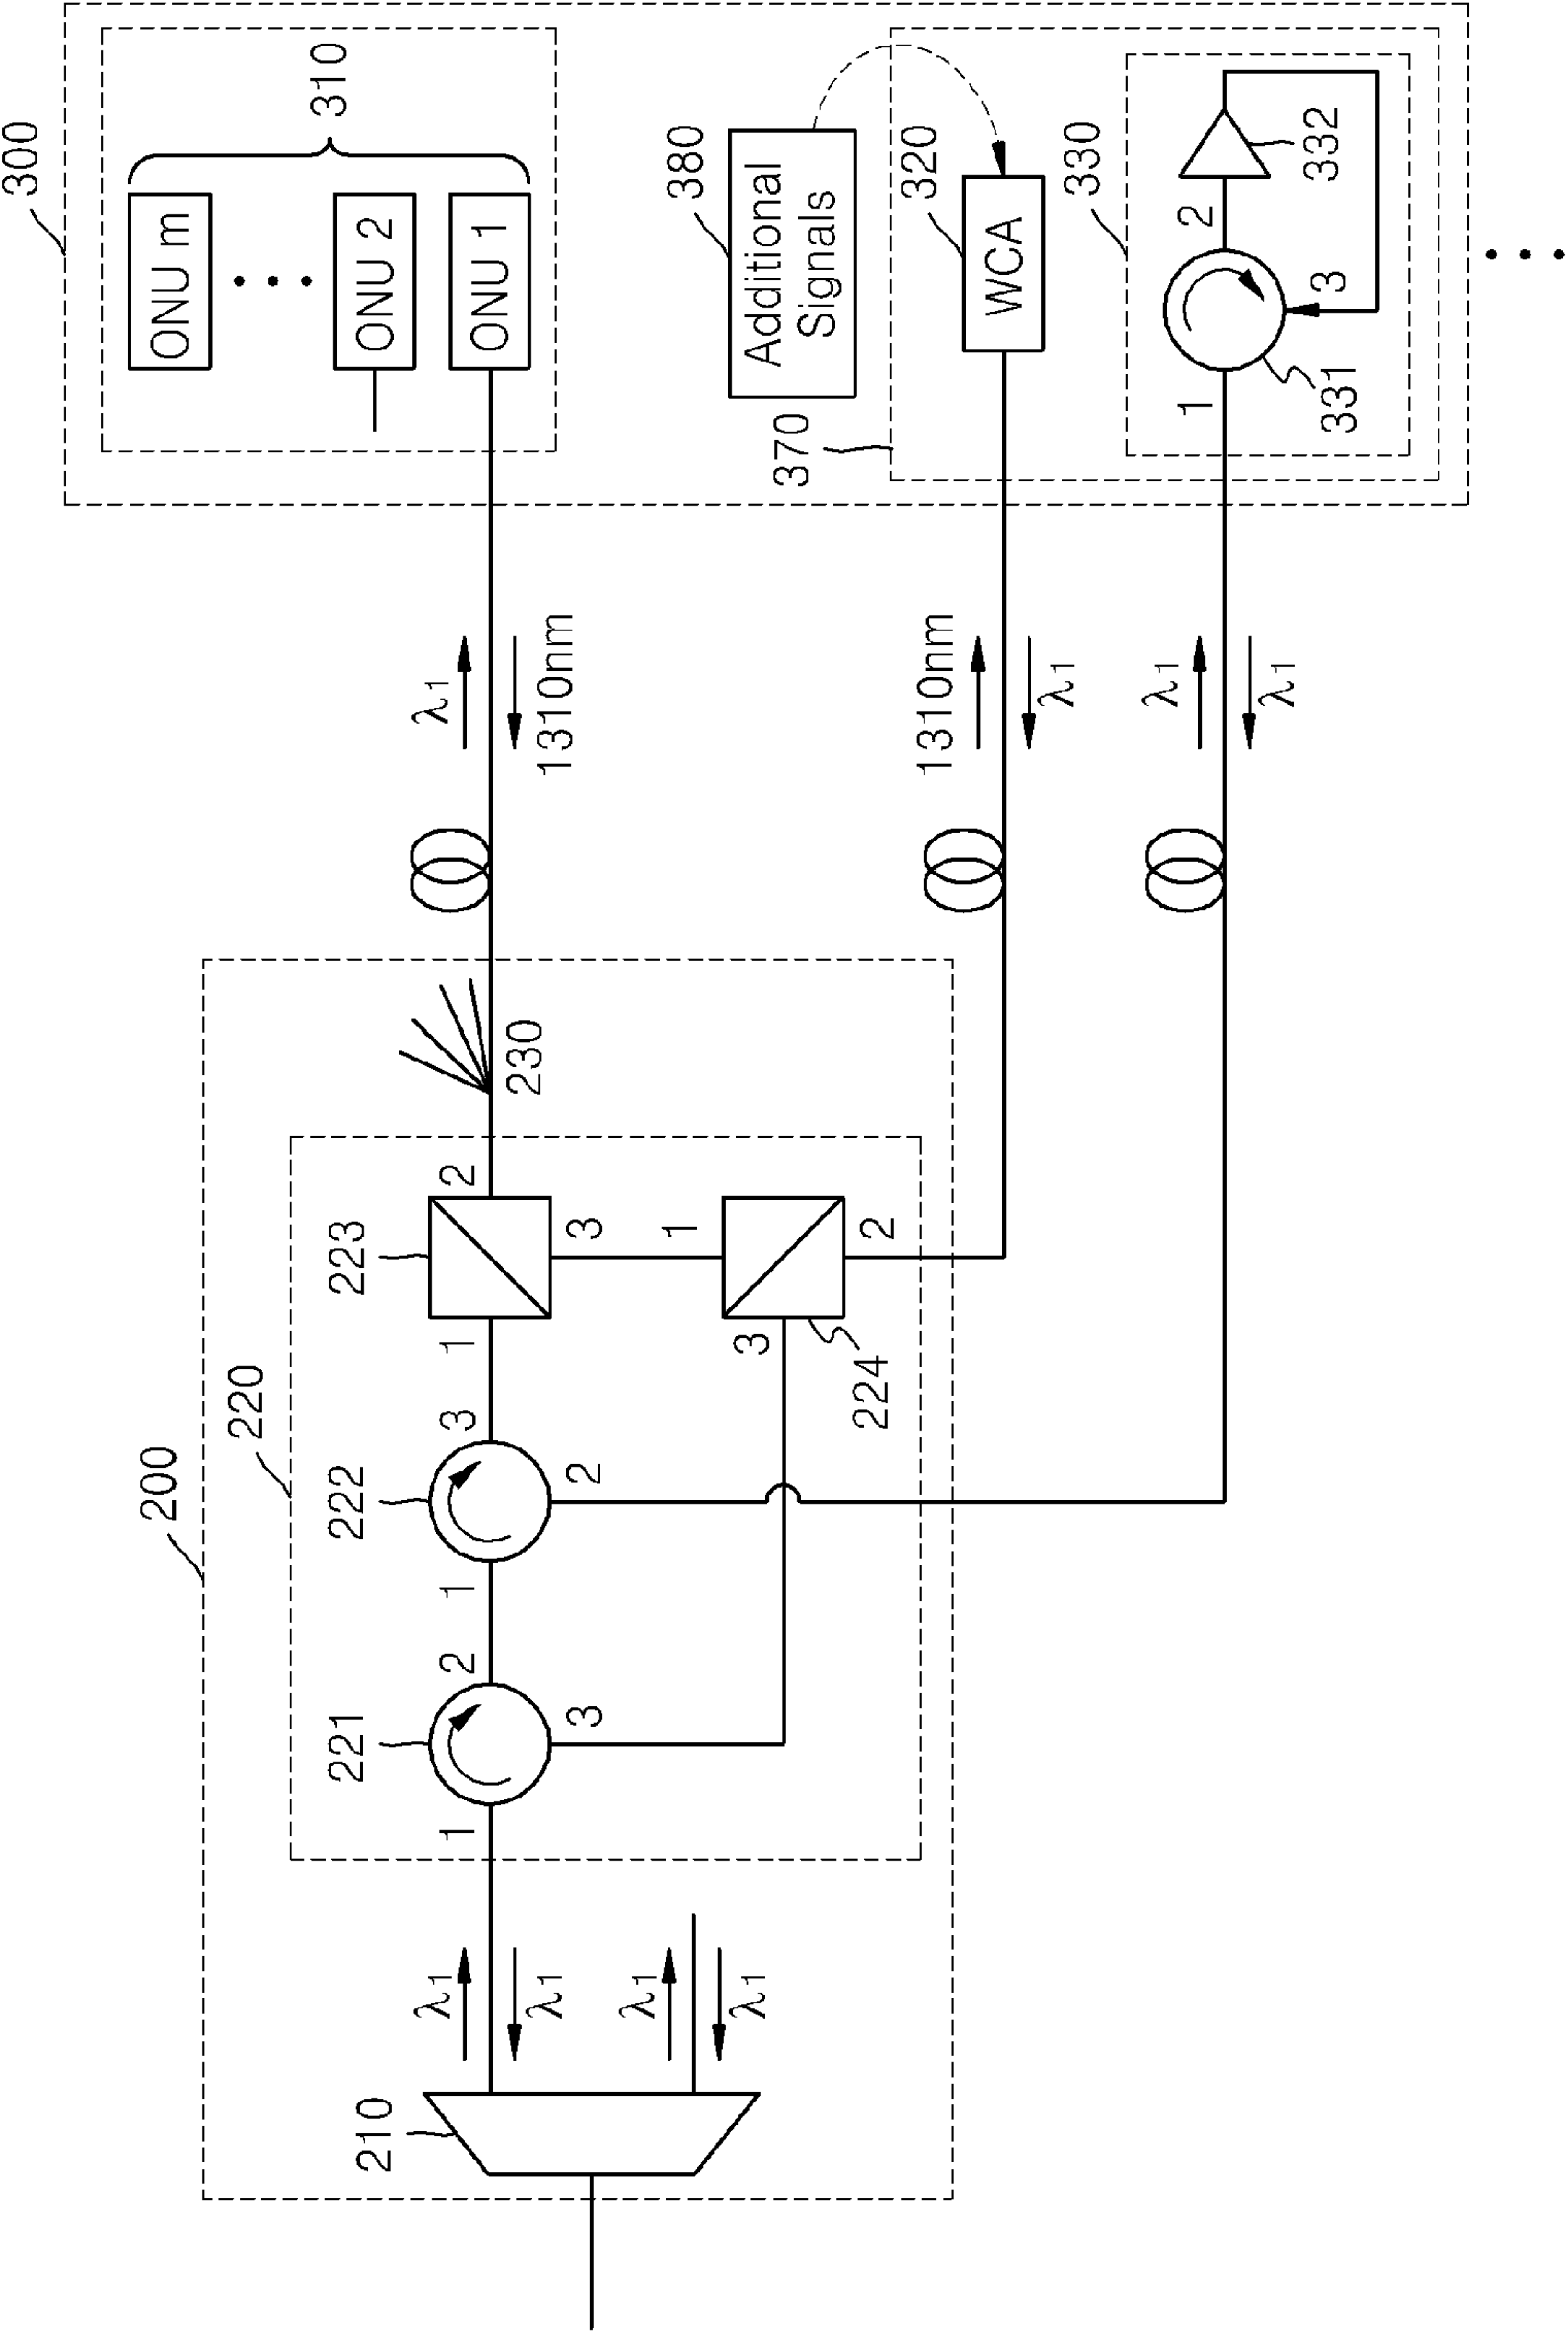 300
ONU m
ONU 2
ONU 1
310
380
Additional
Signals
370
320
WCA
330
1
2
3
331
332
λ1
1310nm
1310nm
λ1
λ1
λ1
200
220
230
221
1
2
3
222
1
2
3
223
1
2
3
224
1
2
3
210
λ1
λ1
λ1
λ1